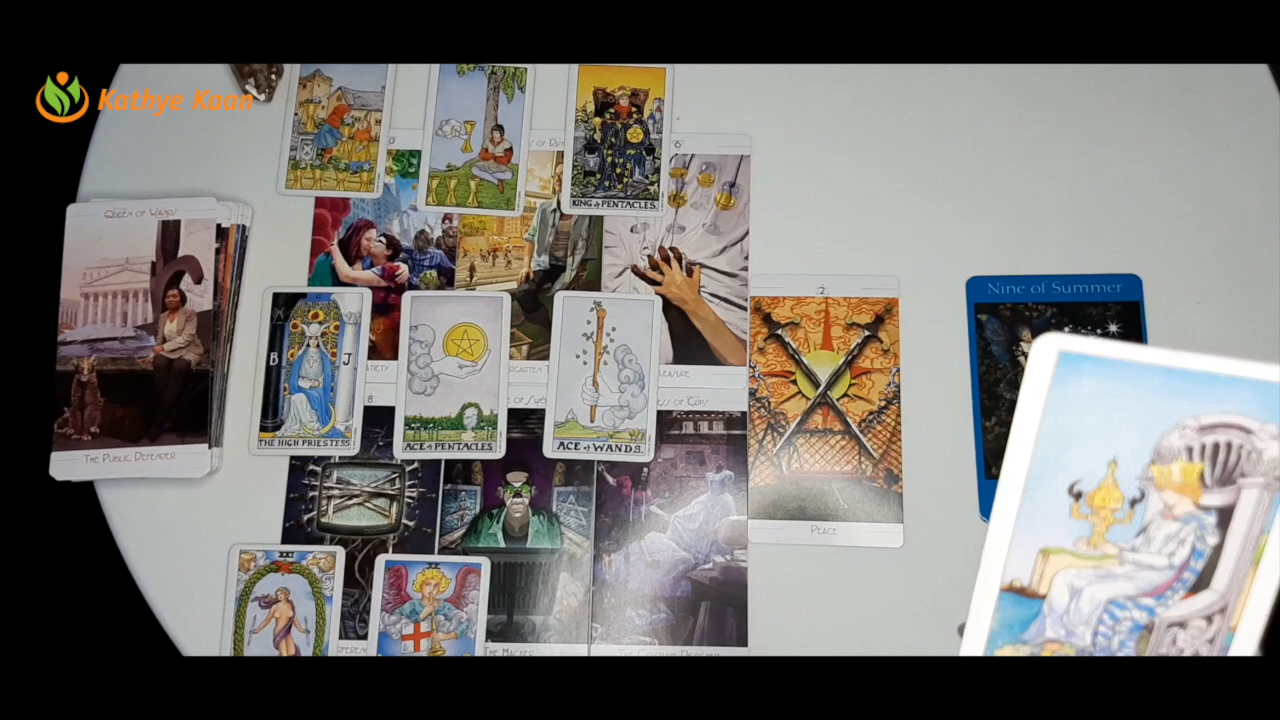 Kathye Kaan
KING of PENTACLES.
6
QUEEN OF WANDS
THE PUBLIC DEFENDER
2
Nine of Summer
B J
THE HIGH PRIESTESS
ACE of PENTACLES.
ACE of WANDS.
8
PEACE
THE HACKER